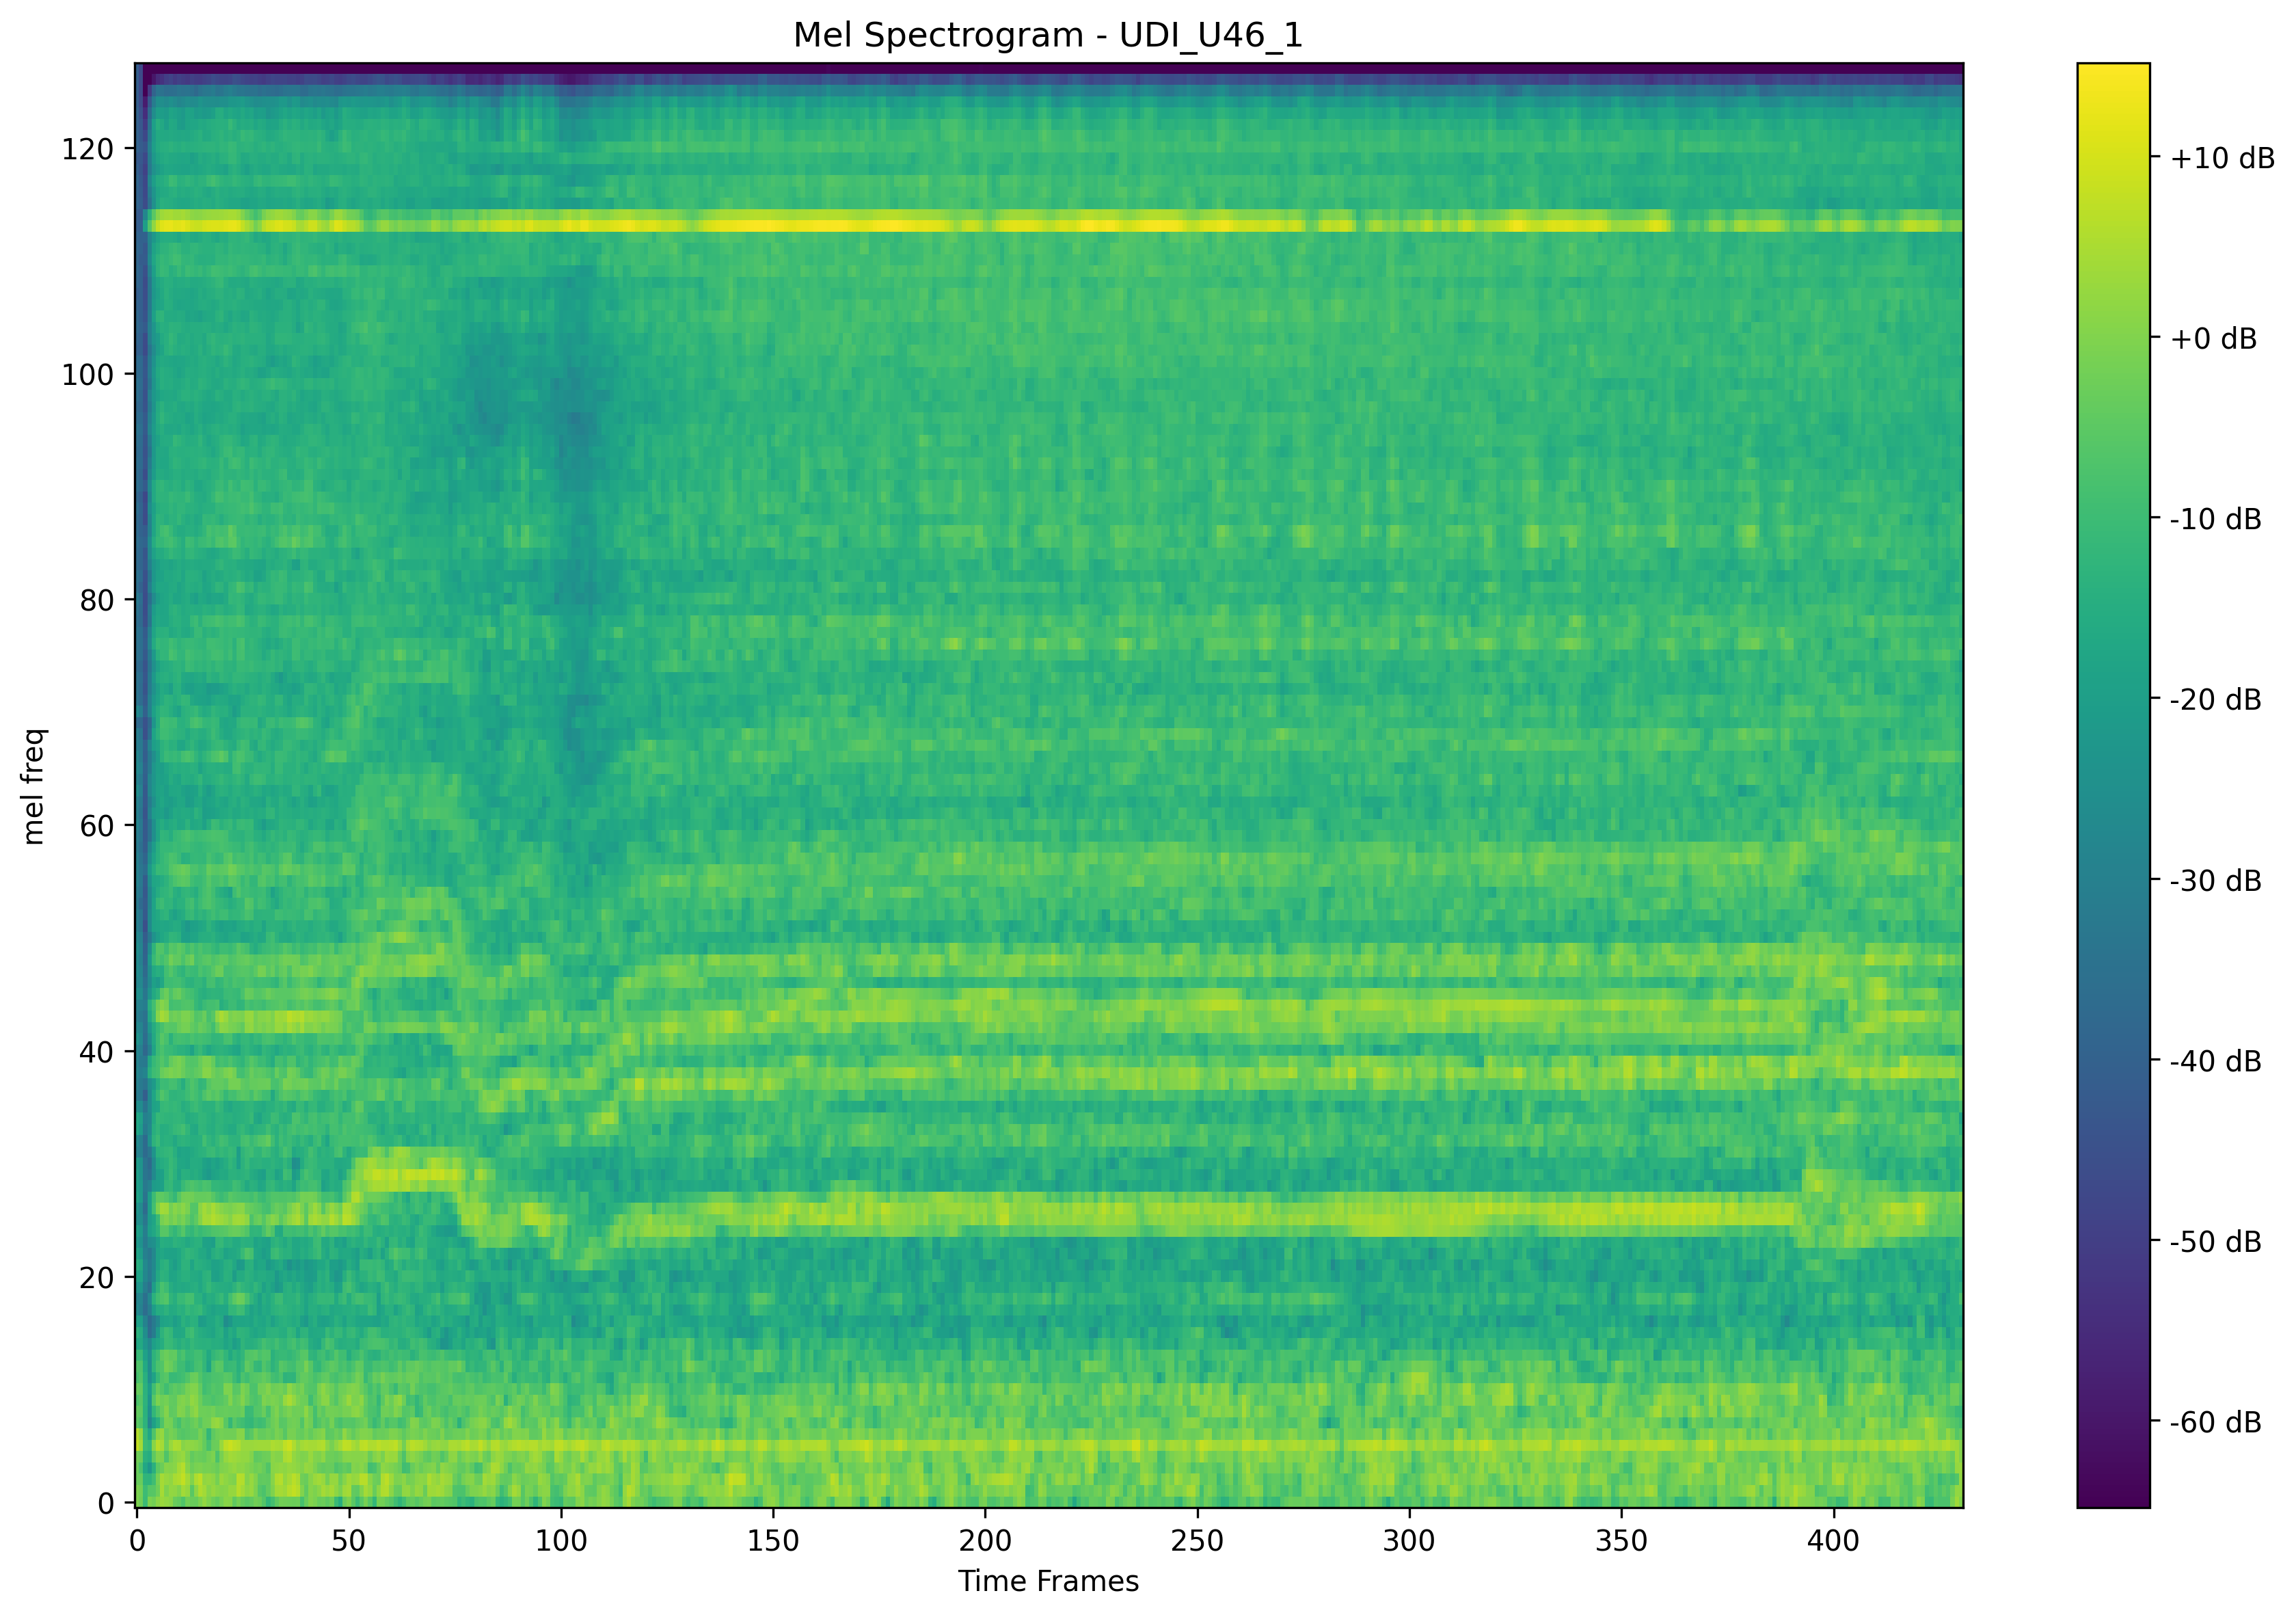 Mel Spectrogram - UDI_U46_1
mel freq
120
100
80
60
40
20
0
0 50 100 150 200 250 300 350 400
Time Frames
+10 dB
+0 dB
-10 dB
-20 dB
-30 dB
-40 dB
-50 dB
-60 dB